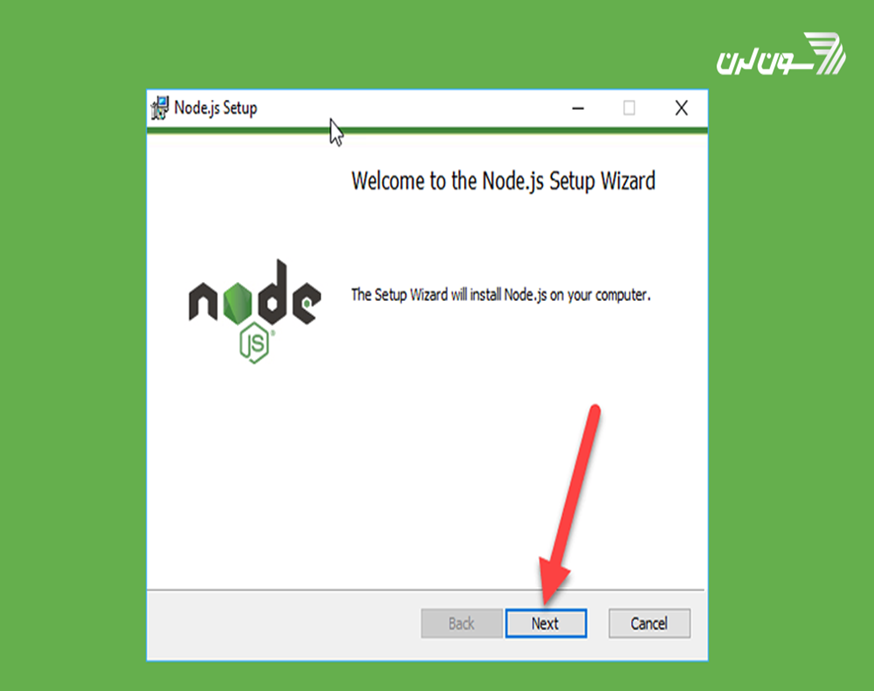 سون لرن
Node.js Setup
Welcome to the Node.js Setup Wizard
The Setup Wizard will install Node.js on your computer.
node
JS
Back Next Cancel